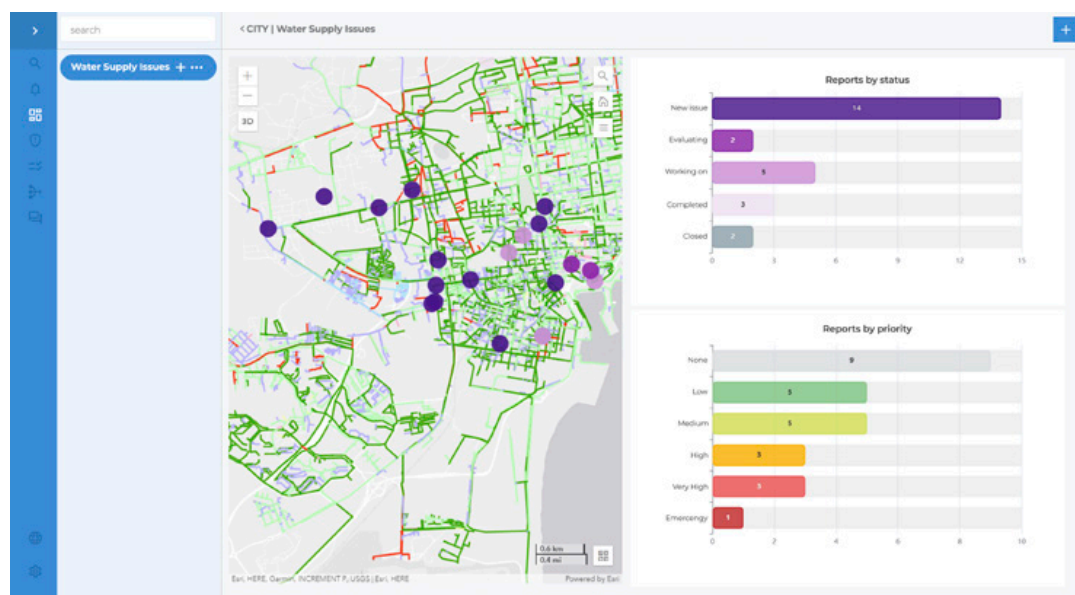 search
< CITY | Water Supply Issues
+
Water Supply Issues + ···
+
−
3D
0.6 km
0.4 mi
Esri, HERE, Garmin, INCREMENT P, USGS | Esri, HERE
Powered by Esri
Reports by status
New issue 14
Evaluating 2
Working on 5
Completed 3
Closed 2
0 3 6 9 12 15
Reports by priority
None 9
Low 5
Medium 5
High 3
Very High 3
Emercengy 1
0 2 4 6 8 10